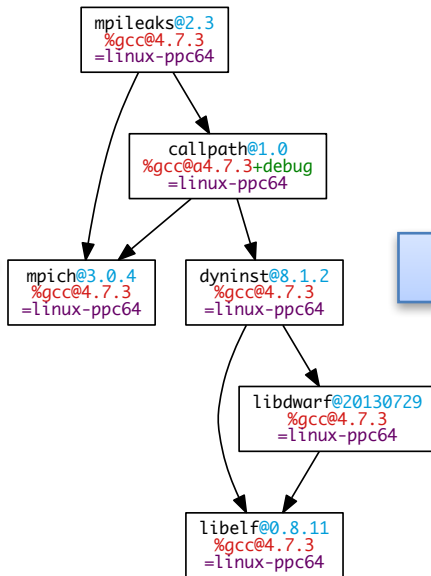 mpileaks@2.3
%gcc@4.7.3
=linux-ppc64
callpath@1.0
%gcc@a4.7.3+debug
=linux-ppc64
mpich@3.0.4
%gcc@4.7.3
=linux-ppc64
dyninst@8.1.2
%gcc@4.7.3
=linux-ppc64
libdwarf@20130729
%gcc@4.7.3
=linux-ppc64
libelf@0.8.11
%gcc@4.7.3
=linux-ppc64